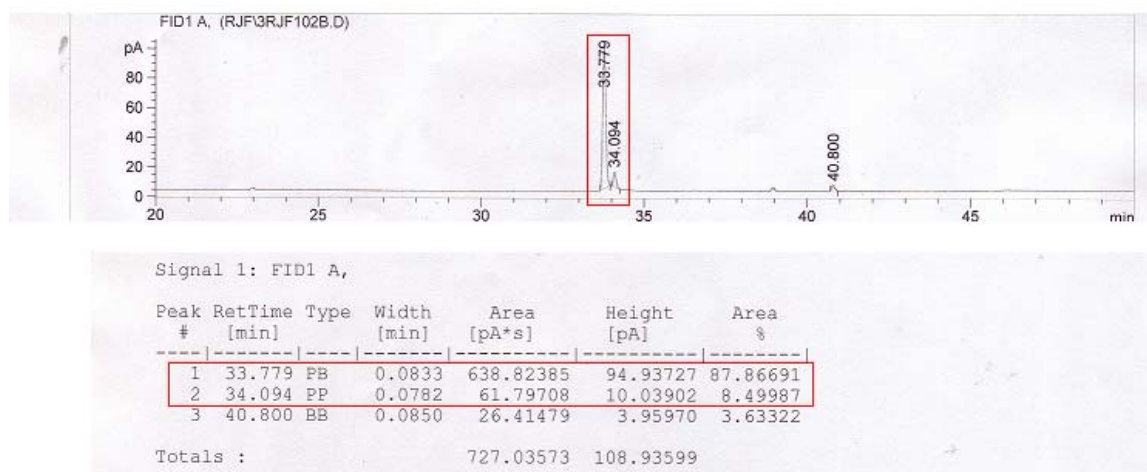 FID1 A, (RJF\3RJF102B.D)
pA
80
60
40
20
0
33.779
34.094
40.800
20 25 30 35 40 45 min
Signal 1: FID1 A,
Peak RetTime Type Width Area Height Area
# [min] [min] [pA*s] [pA] %
----|-------|----|-------|----------|----------|--------|
1 33.779 PB 0.0833 638.82385 94.93727 87.86691
2 34.094 PP 0.0782 61.79708 10.03902 8.49987
3 40.800 BB 0.0850 26.41479 3.95970 3.63322
Totals : 727.03573 108.93599